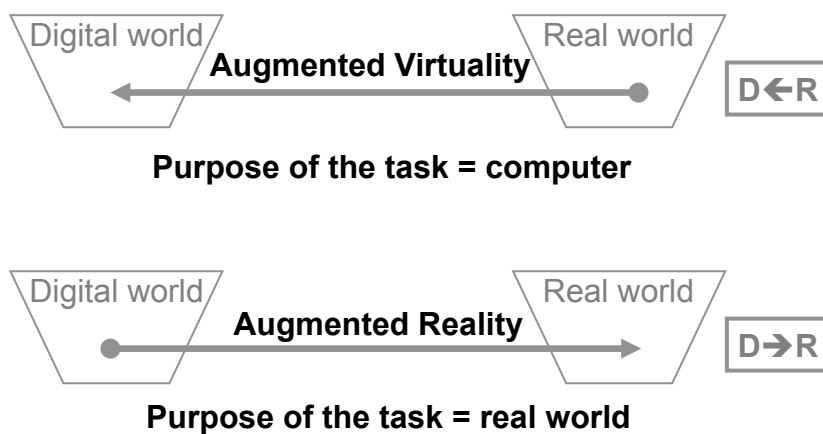 Digital world
Real world
Augmented Virtuality
D←R
Purpose of the task = computer
Digital world
Real world
Augmented Reality
D→R
Purpose of the task = real world